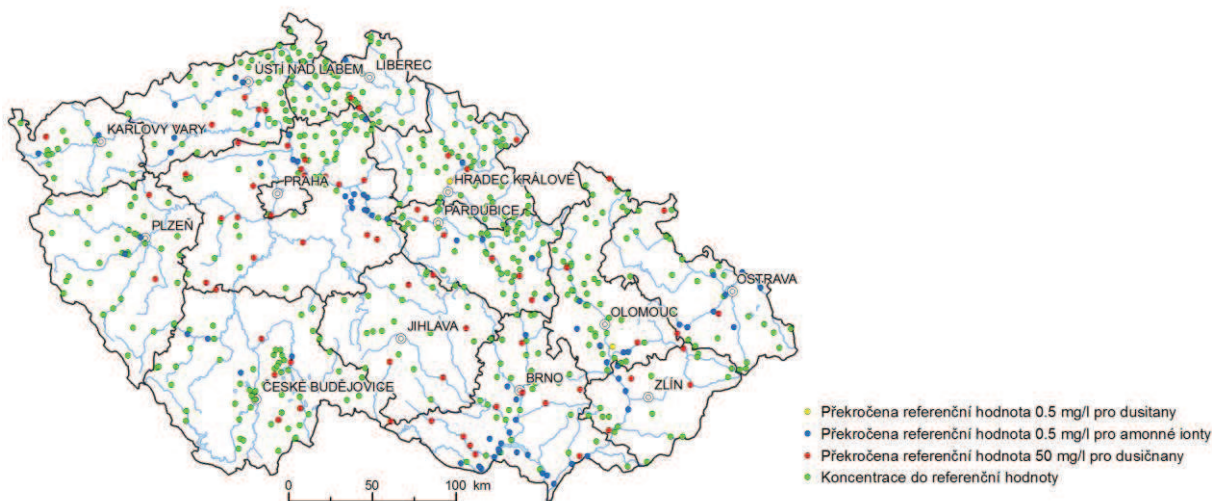 LIBEREC
ÚSTÍ NAD LABEM
KARLOVY VARY
PRAHA
HRADEC KRÁLOVÉ
PARDUBICE
PLZEŇ
OSTRAVA
OLOMOUC
JIHLAVA
BRNO
ZLÍN
ČESKÉ BUDĚJOVICE
Překročena referenční hodnota 0.5 mg/l pro dusitany
Překročena referenční hodnota 0.5 mg/l pro amonné ionty
Překročena referenční hodnota 50 mg/l pro dusičnany
Koncentrace do referenční hodnoty
0 50 100 km